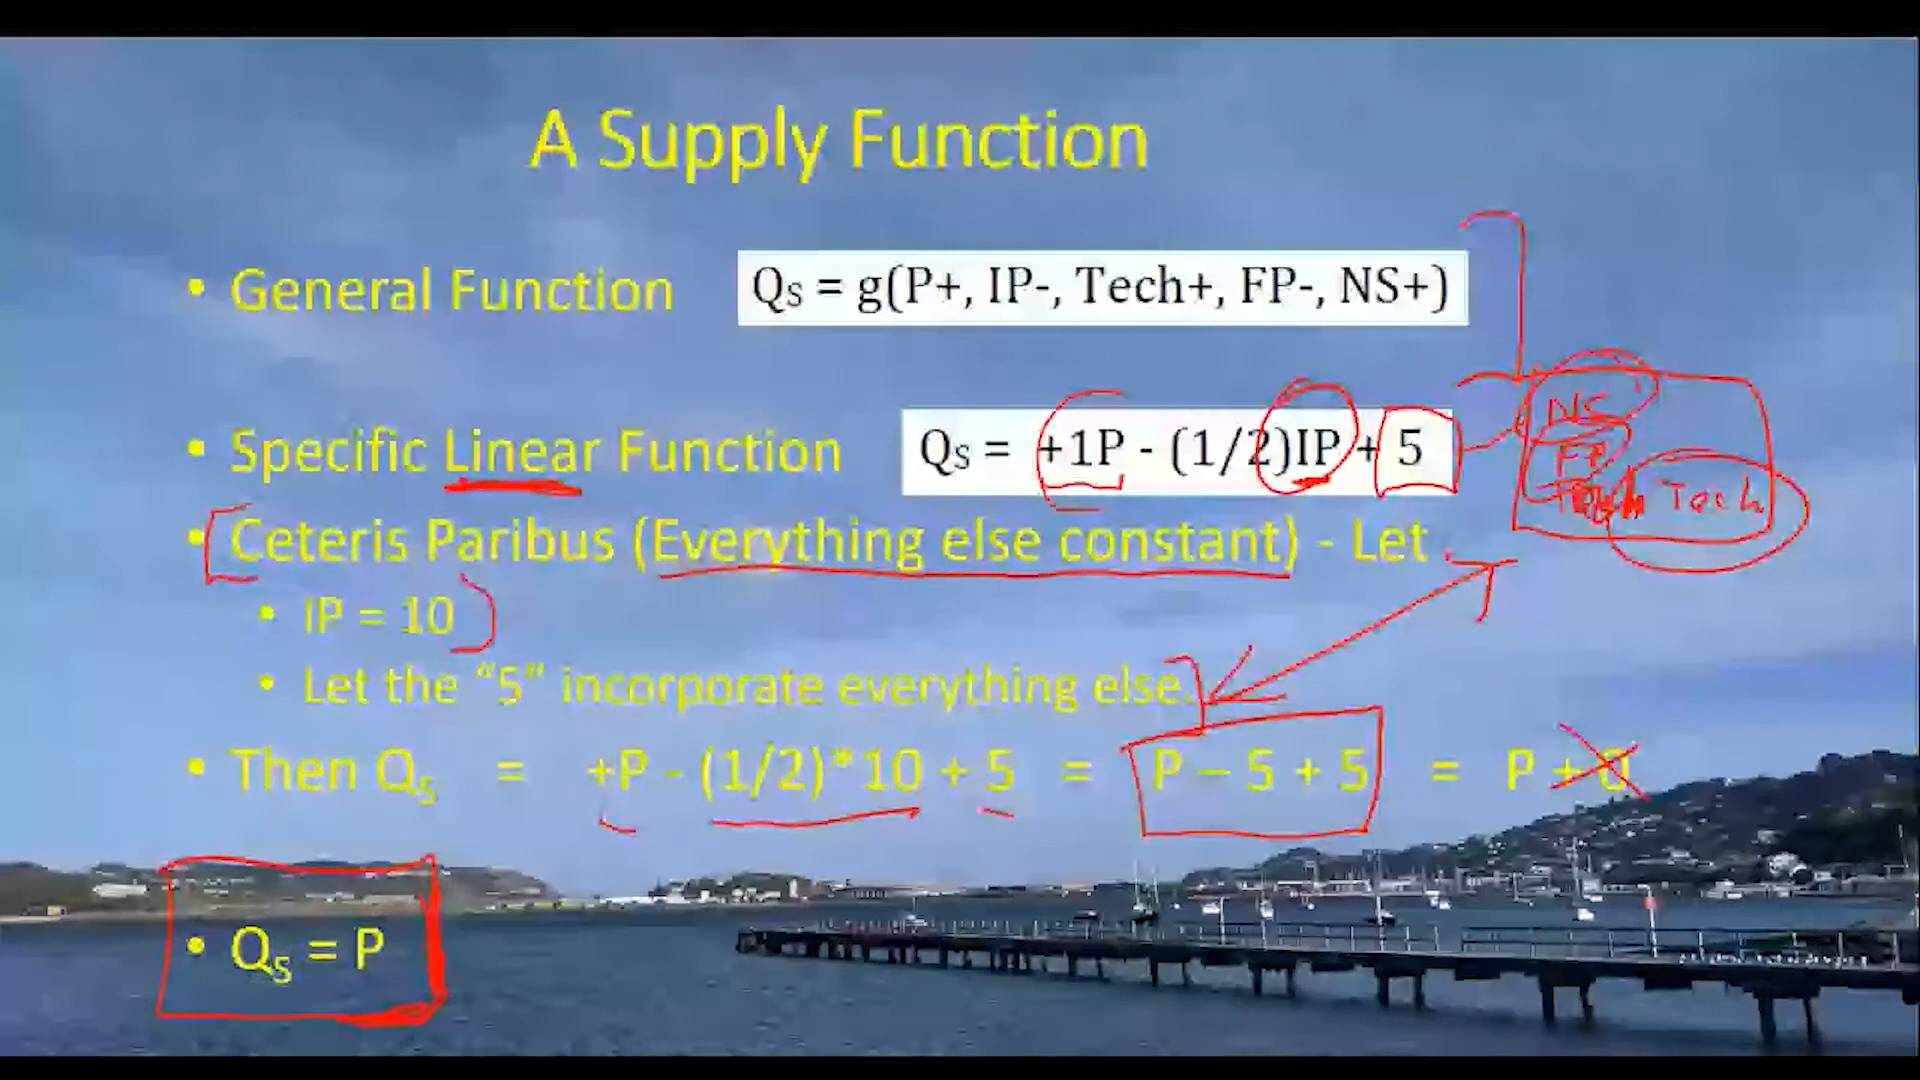 A Supply Function
• General Function Qs = g(P+, IP-, Tech+, FP-, NS+)
• Specific Linear Function Qs = +1P - (1/2)IP + 5
NS
FP
Tech
• Ceteris Paribus (Everything else constant) - Let
• IP = 10
• Let the “5” incorporate everything else.
• Then Qs = +P - (1/2)*10 + 5 = P – 5 + 5 = P + 0
• Qs = P